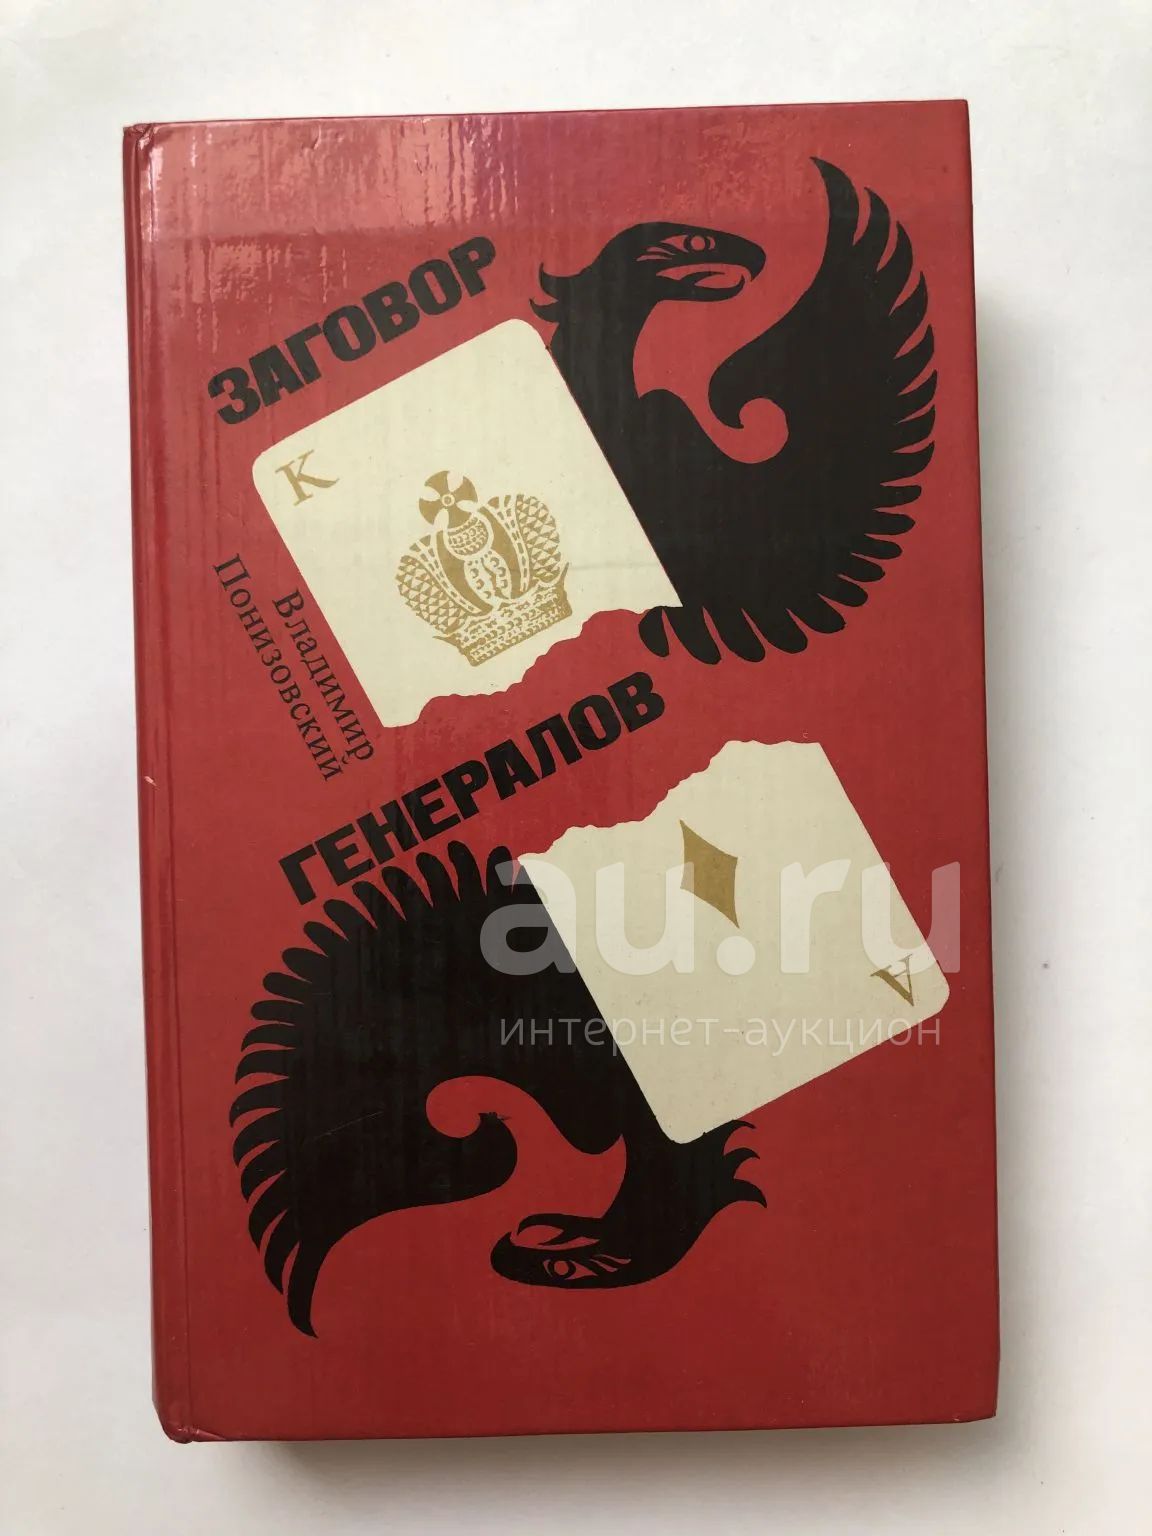 ЗАГОВОР
К
Владимир
Понизовский
ГЕНЕРАЛОВ
au.ru
интернет-аукцион
А